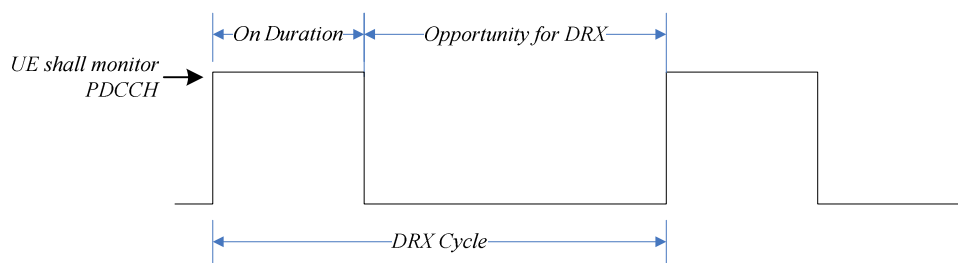 On Duration
Opportunity for DRX
UE shall monitor
PDCCH
DRX Cycle